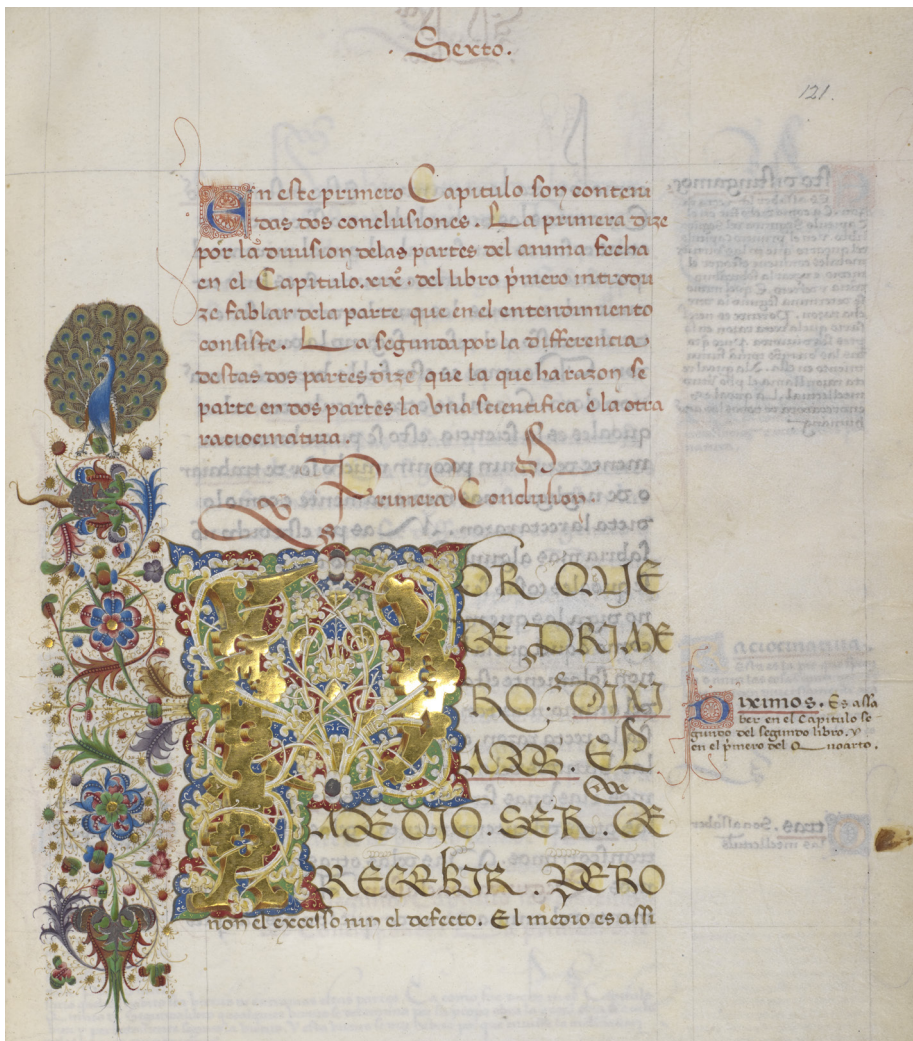 . Sexto.
121.
En este primero Capitulo son conteni
das dos conclusiones. La primera dize
por la diuision delas partes del anima fecha
en el Capitulo.xix̊. del libro p̄mero introdu
ze fablar dela parte que en el entendimiento
consiste. La segunda por la differencia
destas dos partes dize que la que ha razon se
parte en dos partes la vna scientifica e la otra
raciocinatiua.
Primera Conclusion
POR QUE
DE PRIME
RO, DIXI
MOS. EL
QUE
MEDIO SER. DE
RECEBIR. PERO
non el excesso nin el defecto. El medio es assi
Diximos. Es assa
ber en el Capitulo se
gundo del segundo libro. y
en el p̄mero del Quarto.